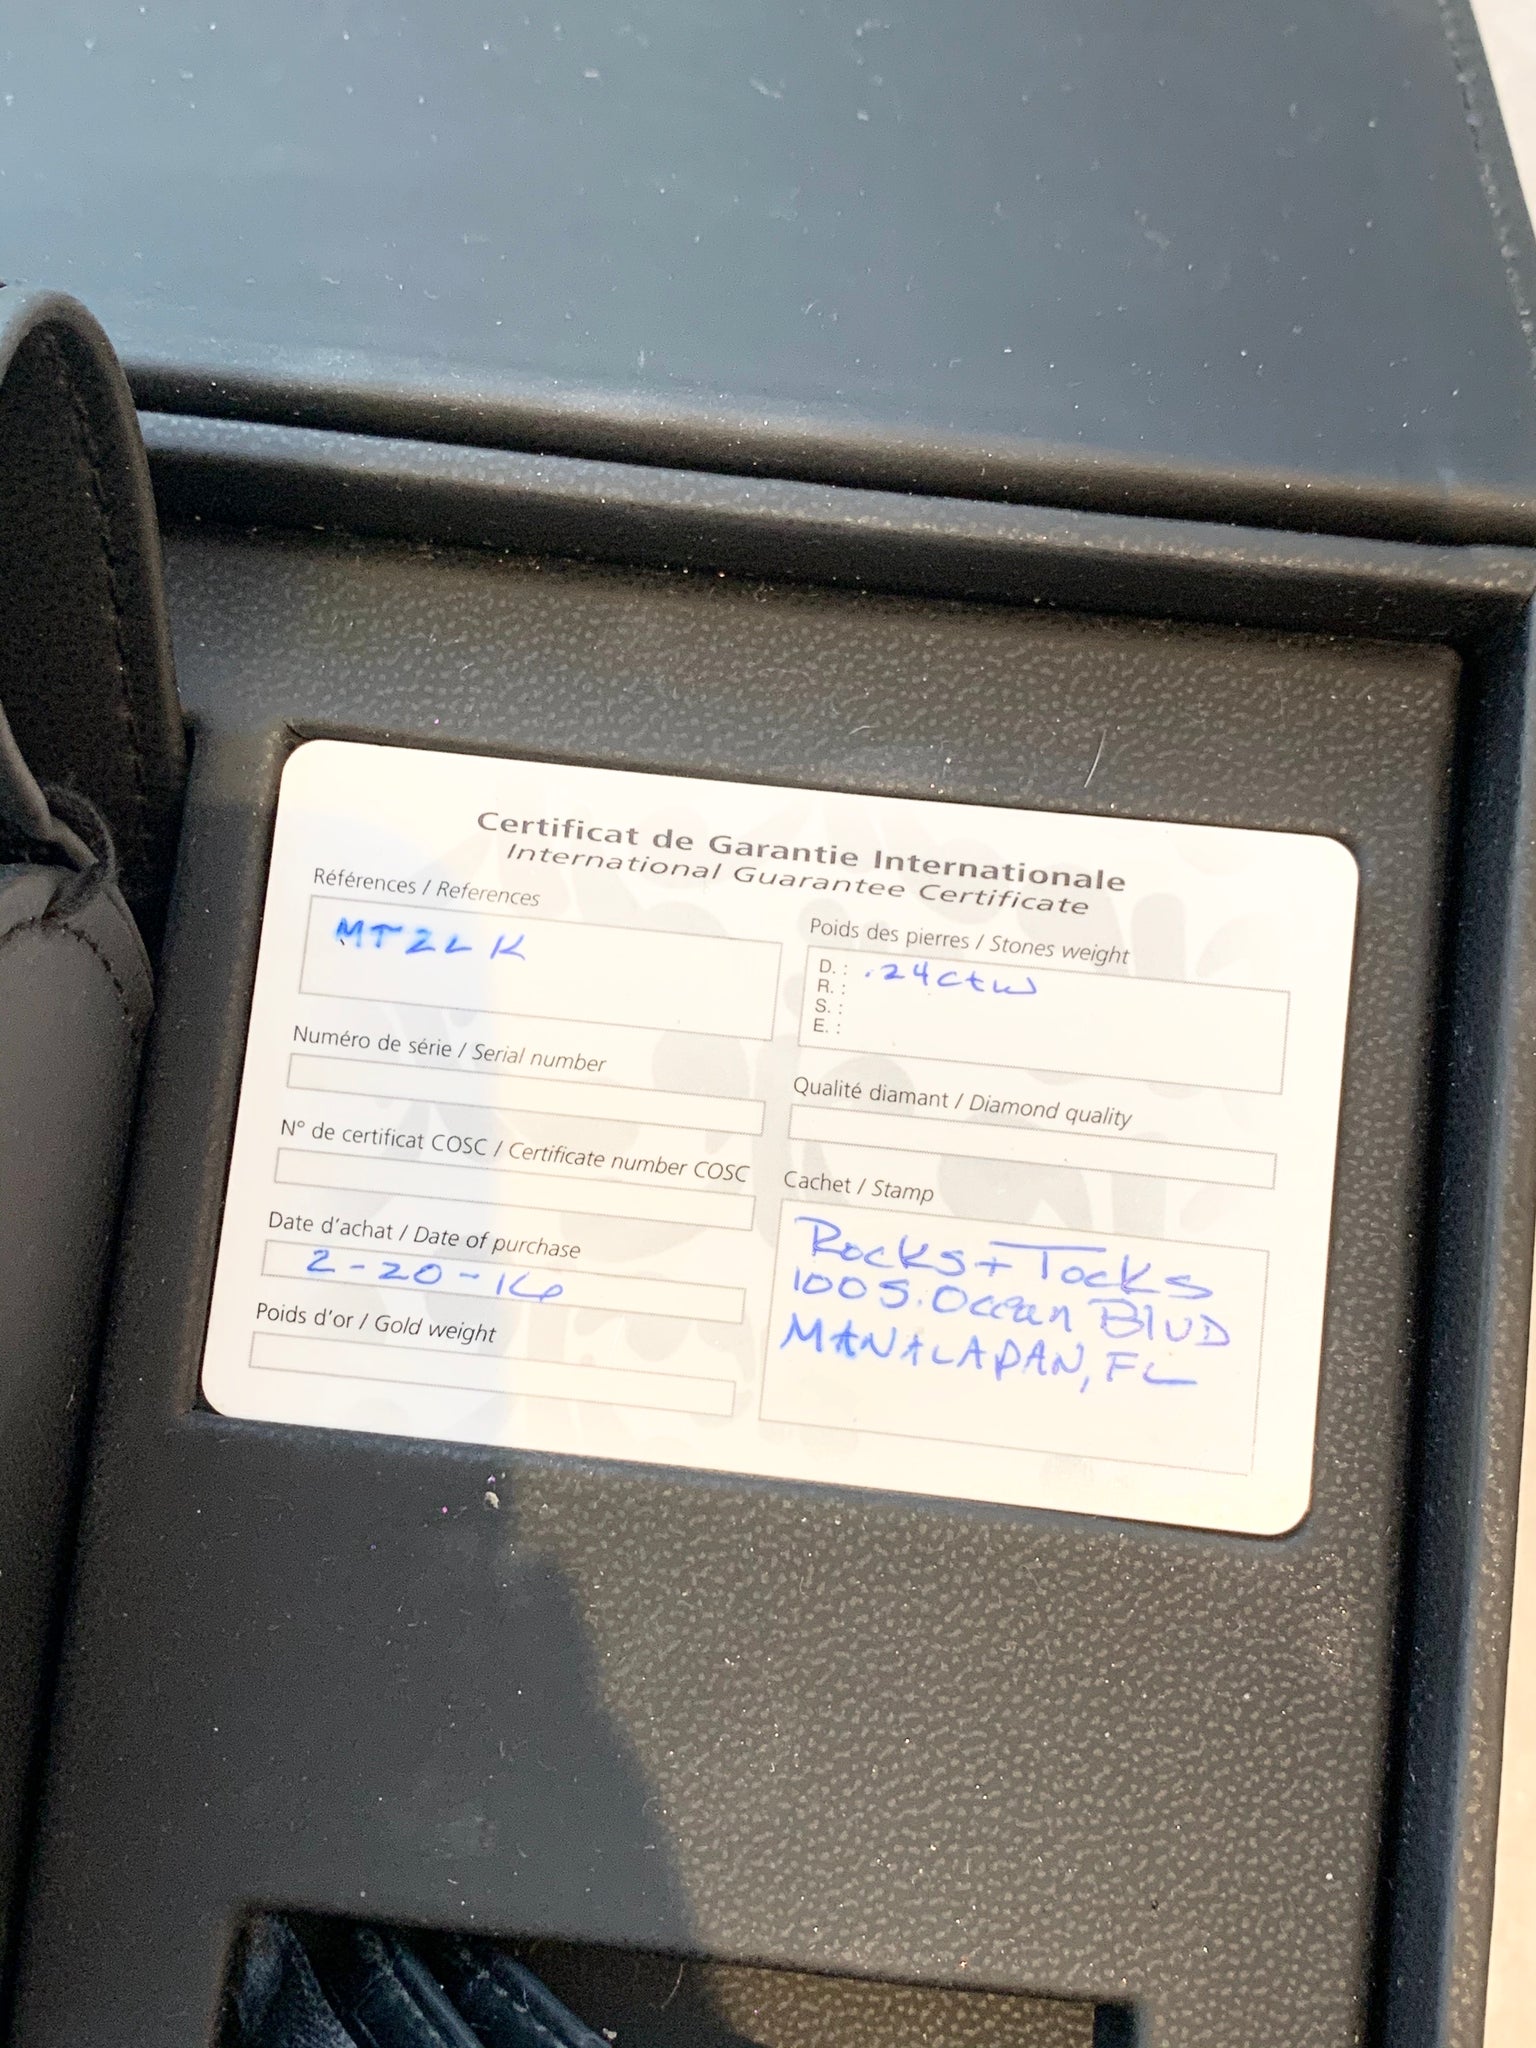 Certificat de Garantie Internationale
International Guarantee Certificate
Références / References
MT2LK
Numéro de série / Serial number
N° de certificat COSC / Certificate number COSC
Date d'achat / Date of purchase
2-20-16
Poids d'or / Gold weight
Poids des pierres / Stones weight
D. : .24ctw
R. :
S. :
E. :
Qualité diamant / Diamond quality
Cachet / Stamp
Rocks + Tocks
100 S. Ocean Blvd
MANALAPAN, FL